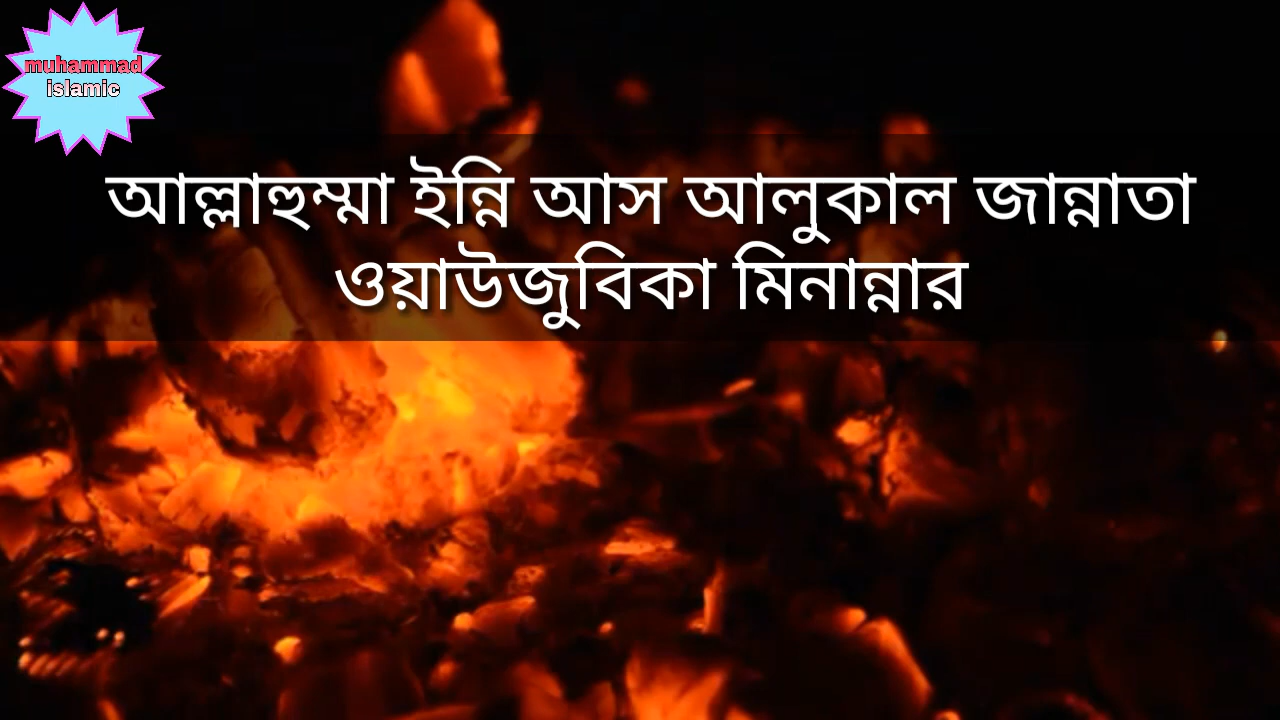 muhammad
islamic
আল্লাহুম্মা ইন্নি আস আলুকাল জান্নাতা
ওয়াউজুবিকা মিনান্নার